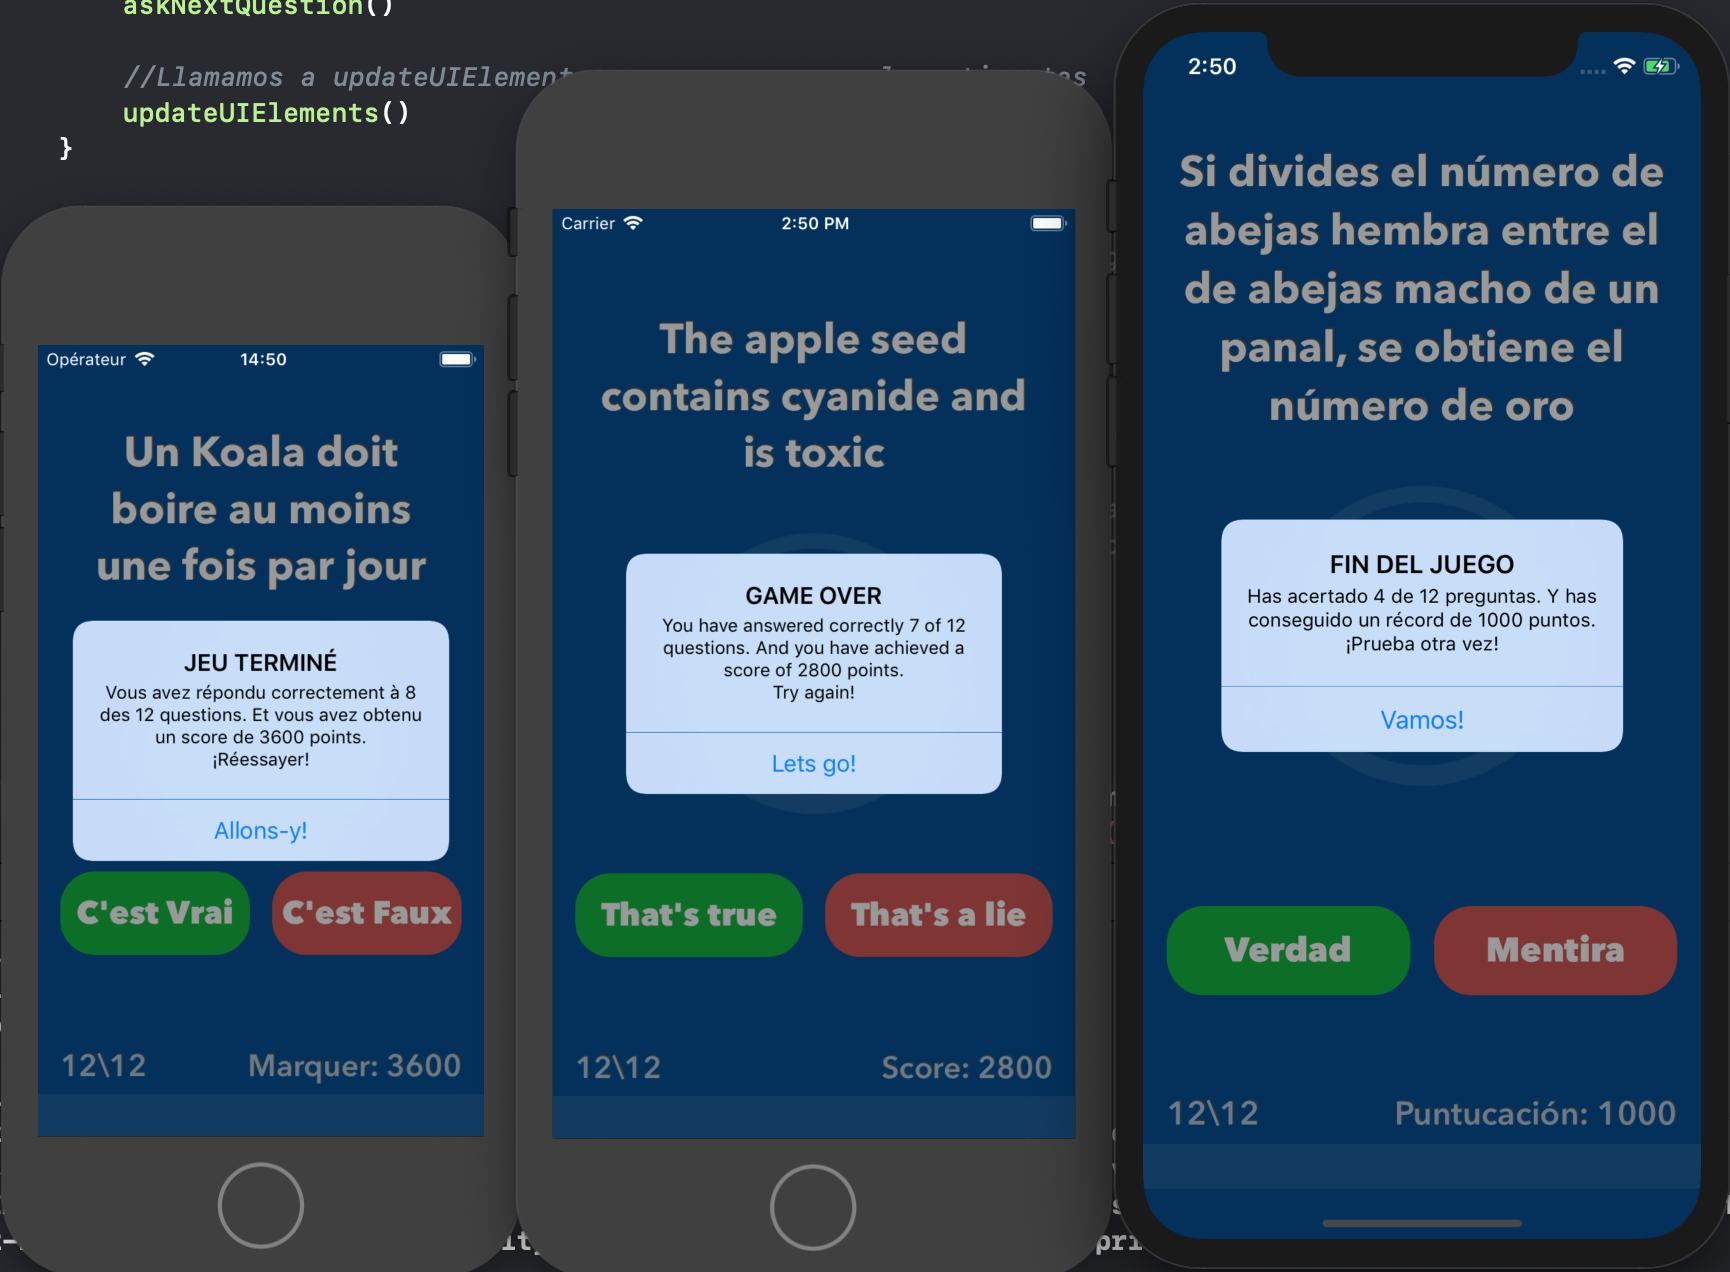 askNextQuestion()
//Llamamos a updateUIElement
updateUIElements()
}
Opérateur 14:50
Un Koala doit
boire au moins
une fois par jour
JEU TERMINÉ
Vous avez répondu correctement à 8
des 12 questions. Et vous avez obtenu
un score de 3600 points.
¡Réessayer!
Allons-y!
C'est Vrai C'est Faux
12\12 Marquer: 3600
Carrier 2:50 PM
The apple seed
contains cyanide and
is toxic
GAME OVER
You have answered correctly 7 of 12
questions. And you have achieved a
score of 2800 points.
Try again!
Lets go!
That's true That's a lie
12\12 Score: 2800
2:50
Si divides el número de
abejas hembra entre el
de abejas macho de un
panal, se obtiene el
número de oro
FIN DEL JUEGO
Has acertado 4 de 12 preguntas. Y has
conseguido un récord de 1000 puntos.
¡Prueba otra vez!
Vamos!
Verdad Mentira
12\12 Puntucación: 1000